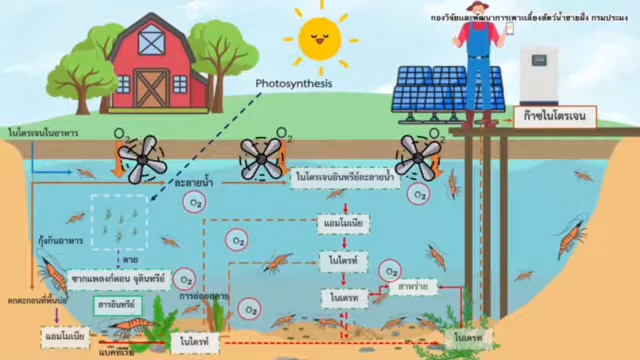 กองวิจัยและพัฒนาการเพาะเลี้ยงสัตว์น้ำชายฝั่ง กรมประมง
Photosynthesis
ก๊าซไนโตรเจน
ไนโตรเจนในอาหาร
O₂
O₂
O₂
ละลายน้ำ
ไนโตรเจนอินทรีย์ละลายน้ำ
O₂
O₂
แอมโมเนีย
กุ้งกินอาหาร
O₂
ตาย
ไนไตรท์
ซากแพลงก์ตอน จุลินทรีย์
O₂
O₂
สาหร่าย
ตกตะกอนที่พื้นบ่อ
สารอินทรีย์
การย่อยสลาย
ไนเตรท
O₂
แอมโมเนีย
แบคทีเรีย
ไนไตรท์
ไนเตรท